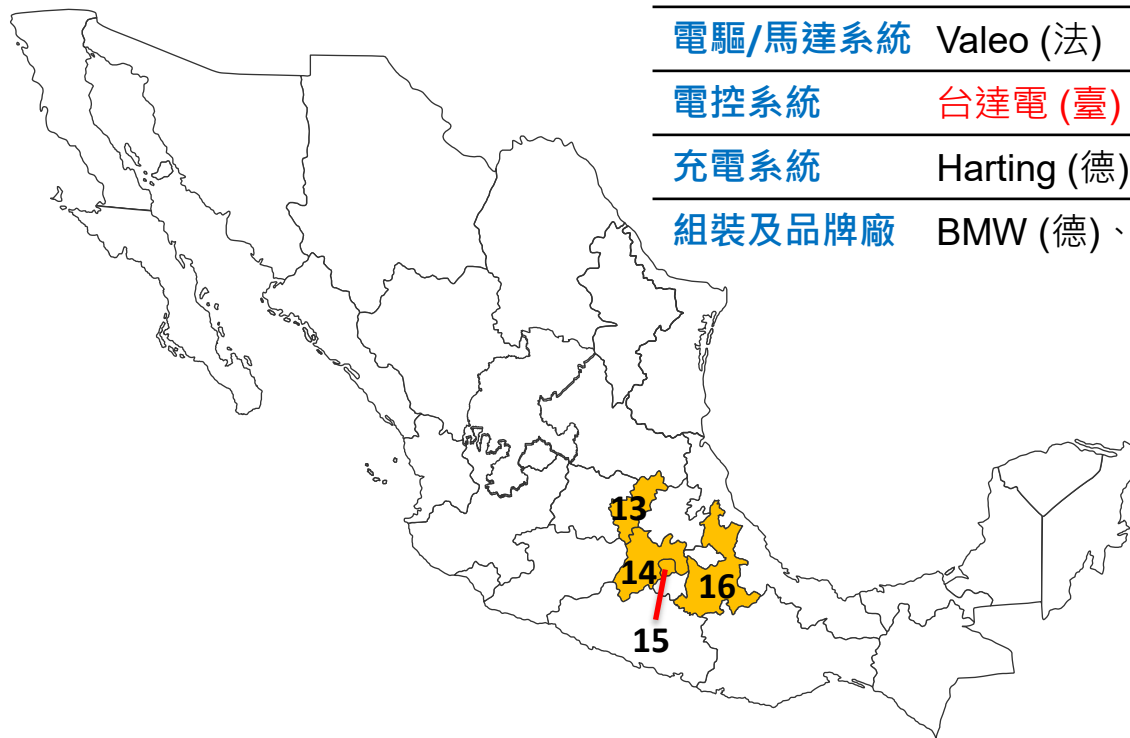 電驅/馬達系統 Valeo (法)
電控系統 台達電 (臺)
充電系統 Harting (德)
組裝及品牌廠 BMW (德)、
13
14
16
15